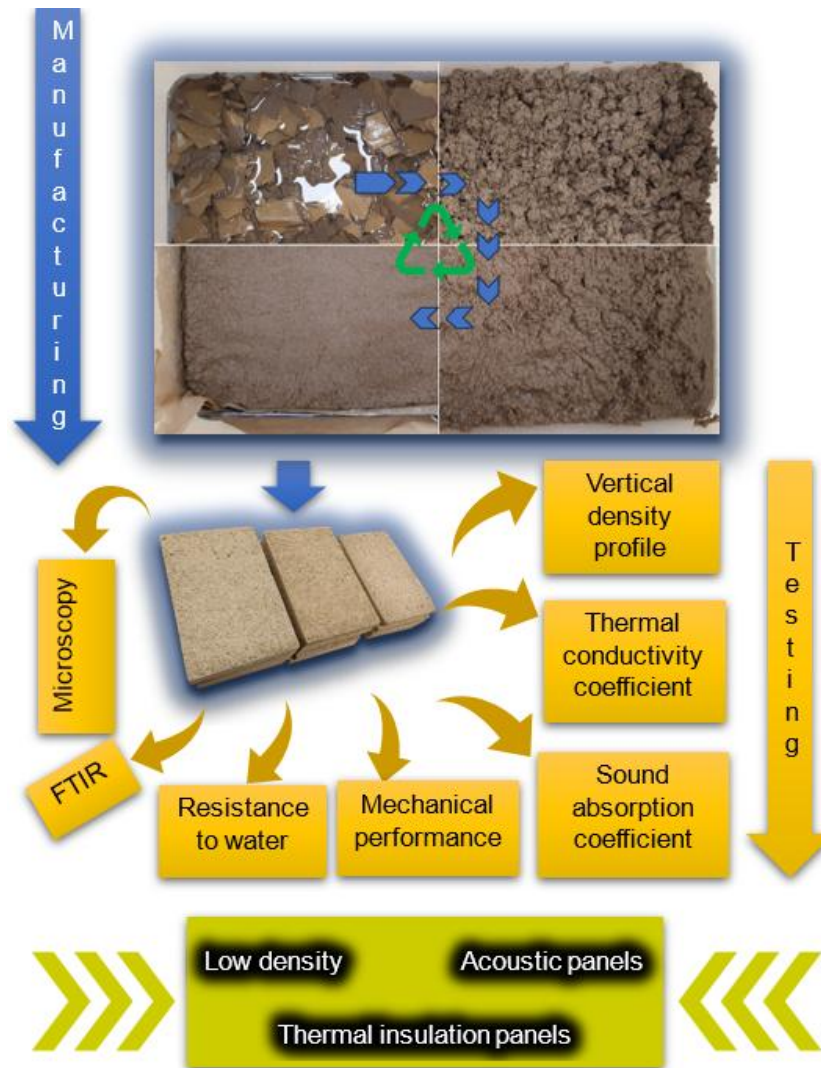 Manufacturing
Vertical
density
profile
Testing
Microscopy
Thermal
conductivity
coefficient
FTIR
Resistance
to water
Mechanical
performance
Sound
absorption
coefficient
Low density
Acoustic panels
Thermal insulation panels